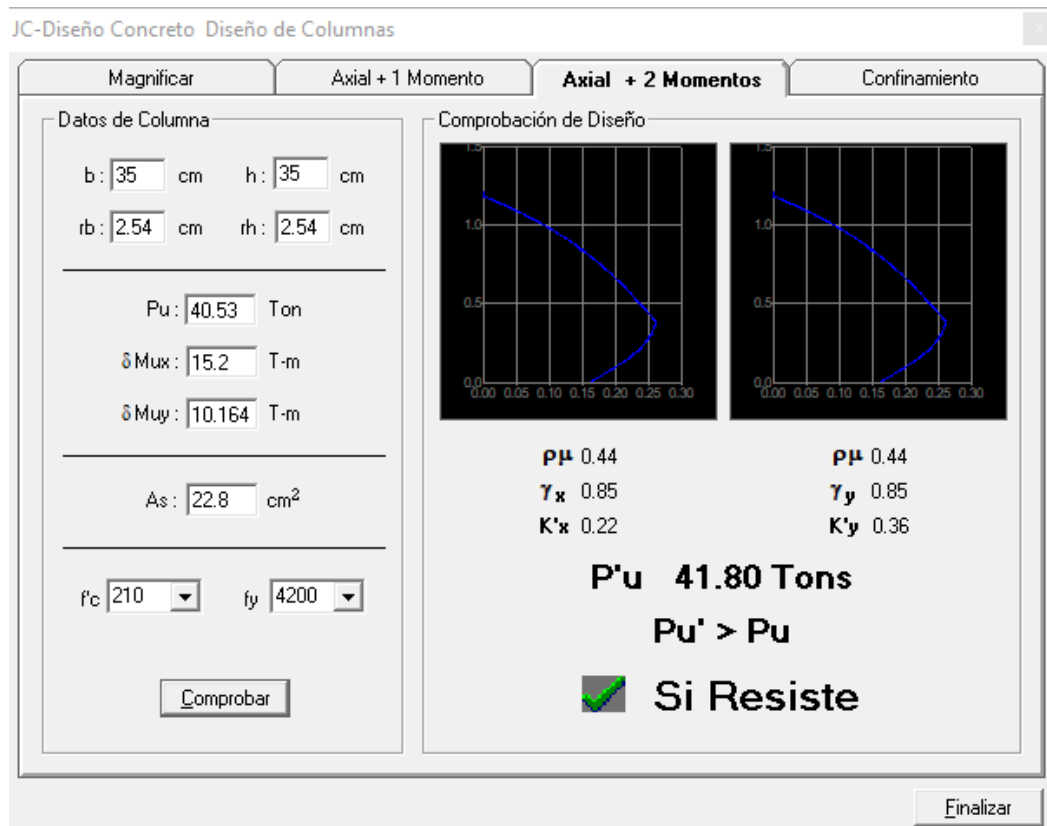 JC-Diseño Concreto Diseño de Columnas
x
Magnificar
Axial + 1 Momento
Axial + 2 Momentos
Confinamiento
Datos de Columna
b : 35 cm h : 35 cm
rb : 2.54 cm rh : 2.54 cm
Pu : 40.53 Ton
δ Mux : 15.2 T-m
δ Muy : 10.164 T-m
As : 22.8 cm2
f'c 210 fy 4200
Comprobar
Comprobación de Diseño
1.5
1.0
0.5
0.0
0.00 0.05 0.10 0.15 0.20 0.25 0.30
1.5
1.0
0.5
0.0
0.00 0.05 0.10 0.15 0.20 0.25 0.30
ρμ 0.44
γx 0.85
K'x 0.22
ρμ 0.44
γy 0.85
K'y 0.36
P'u 41.80 Tons
Pu' > Pu
Si Resiste
Finalizar